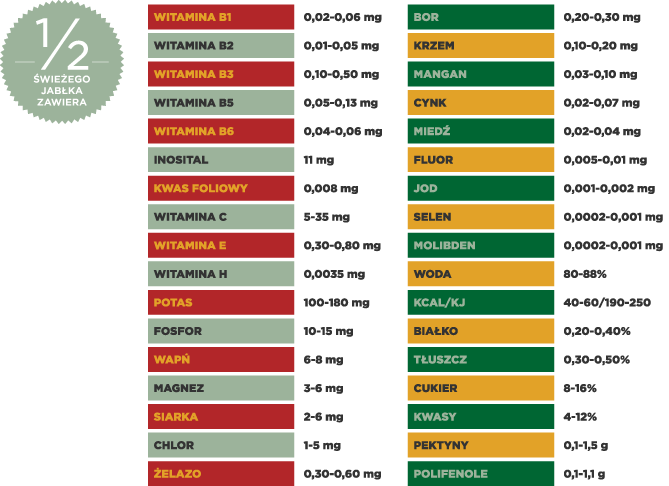 1/2
ŚWIEŻEGO
JABŁKA
ZAWIERA
WITAMINA B1 0,02-0,06 mg
WITAMINA B2 0,01-0,05 mg
WITAMINA B3 0,10-0,50 mg
WITAMINA B5 0,05-0,13 mg
WITAMINA B6 0,04-0,06 mg
INOSITAL 11 mg
KWAS FOLIOWY 0,008 mg
WITAMINA C 5-35 mg
WITAMINA E 0,30-0,80 mg
WITAMINA H 0,0035 mg
POTAS 100-180 mg
FOSFOR 10-15 mg
WAPŃ 6-8 mg
MAGNEZ 3-6 mg
SIARKA 2-6 mg
CHLOR 1-5 mg
ŻELAZO 0,30-0,60 mg
BOR 0,20-0,30 mg
KRZEM 0,10-0,20 mg
MANGAN 0,03-0,10 mg
CYNK 0,02-0,07 mg
MIEDŹ 0,02-0,04 mg
FLUOR 0,005-0,01 mg
JOD 0,001-0,002 mg
SELEN 0,0002-0,001 mg
MOLIBDEN 0,0002-0,001 mg
WODA 80-88%
KCAL/KJ 40-60/190-250
BIAŁKO 0,20-0,40%
TŁUSZCZ 0,30-0,50%
CUKIER 8-16%
KWASY 4-12%
PEKTYNY 0,1-1,5 g
POLIFENOLE 0,1-1,1 g